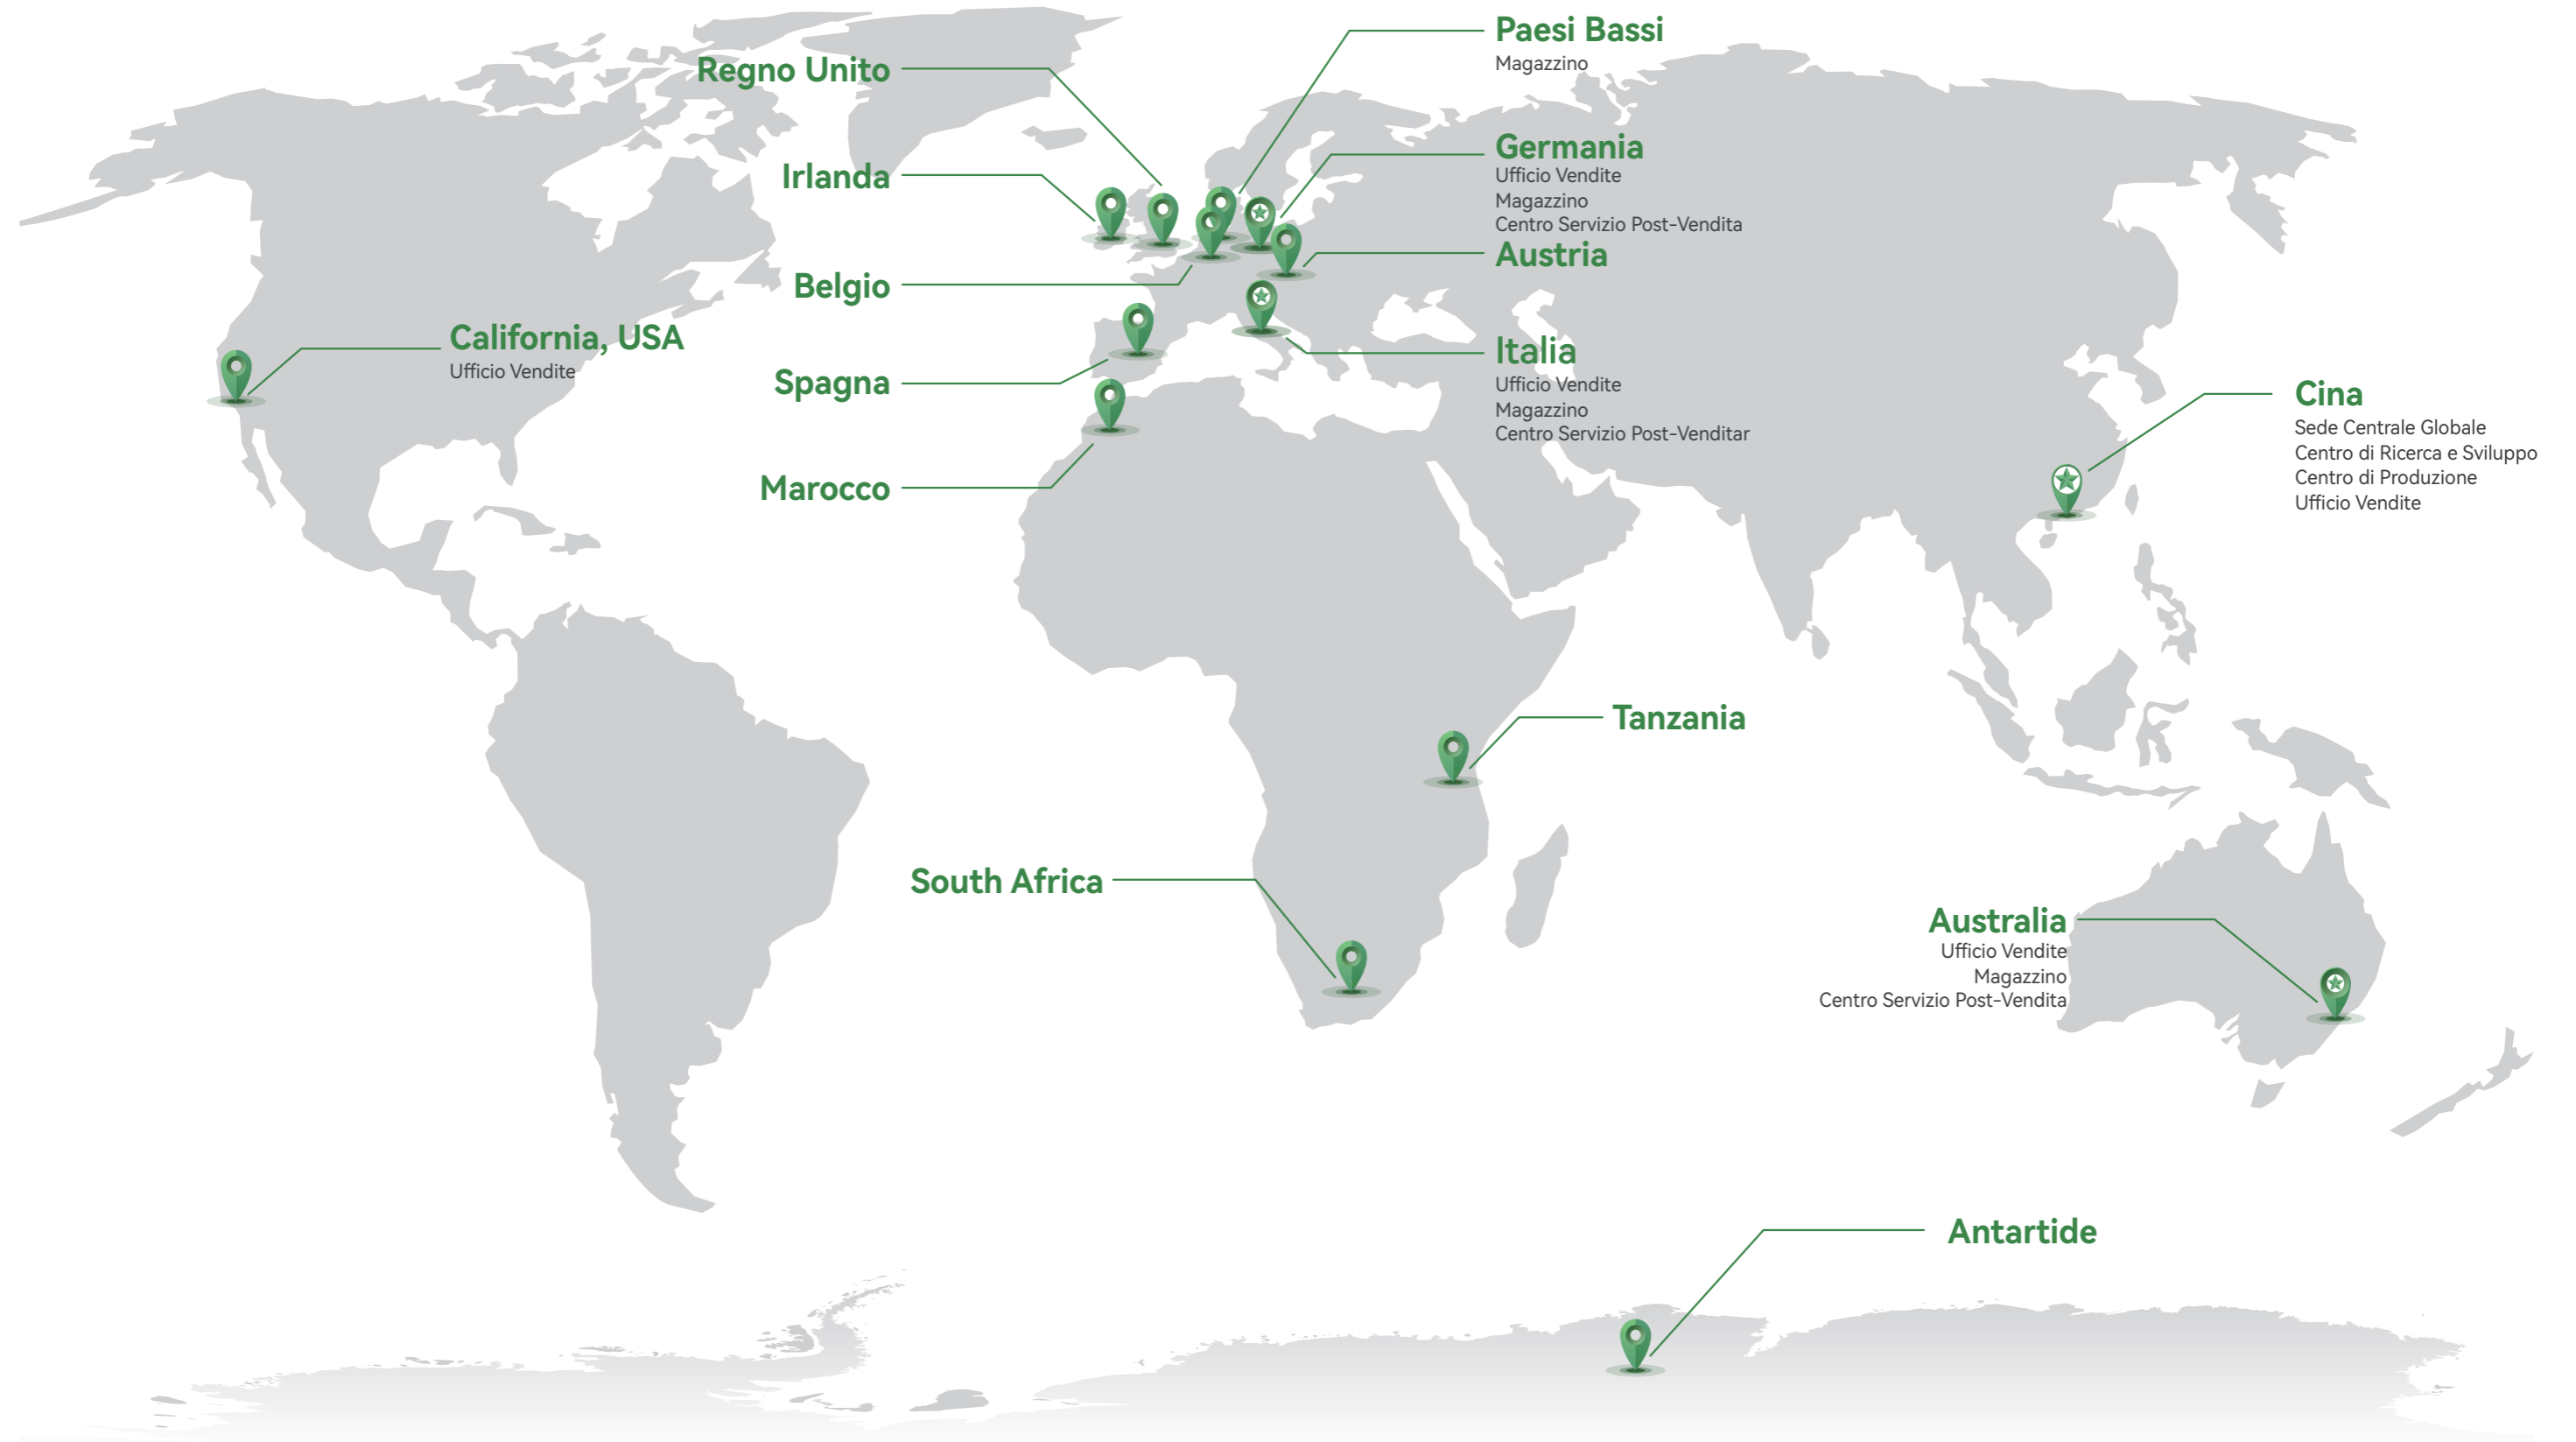 Paesi Bassi
Magazzino
Regno Unito
Germania
Ufficio Vendite
Magazzino
Centro Servizio Post-Vendita
Irlanda
Austria
Belgio
California, USA
Ufficio Vendite
Italia
Ufficio Vendite
Magazzino
Centro Servizio Post-Venditar
Spagna
Cina
Sede Centrale Globale
Centro di Ricerca e Sviluppo
Centro di Produzione
Ufficio Vendite
Marocco
Tanzania
South Africa
Australia
Ufficio Vendite
Magazzino
Centro Servizio Post-Vendita
Antartide